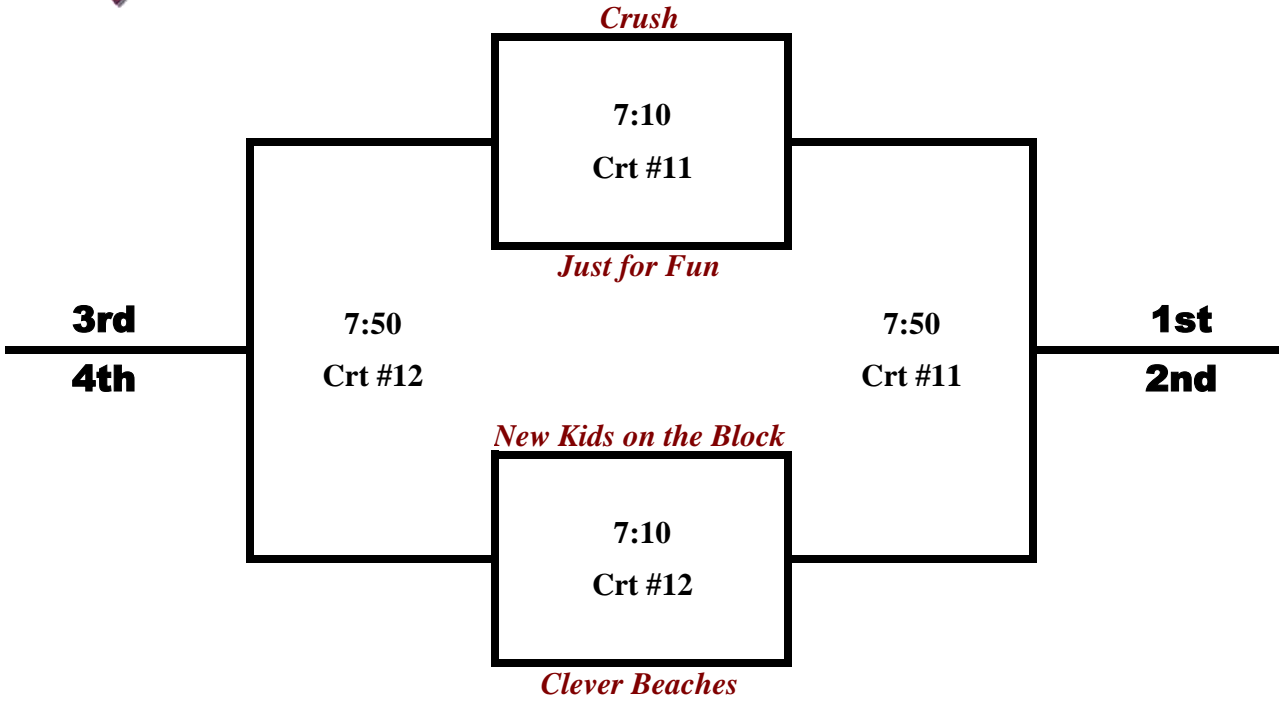 Crush
7:10
Crt #11
Just for Fun
3rd
4th
7:50
Crt #12
7:50
Crt #11
1st
2nd
New Kids on the Block
7:10
Crt #12
Clever Beaches